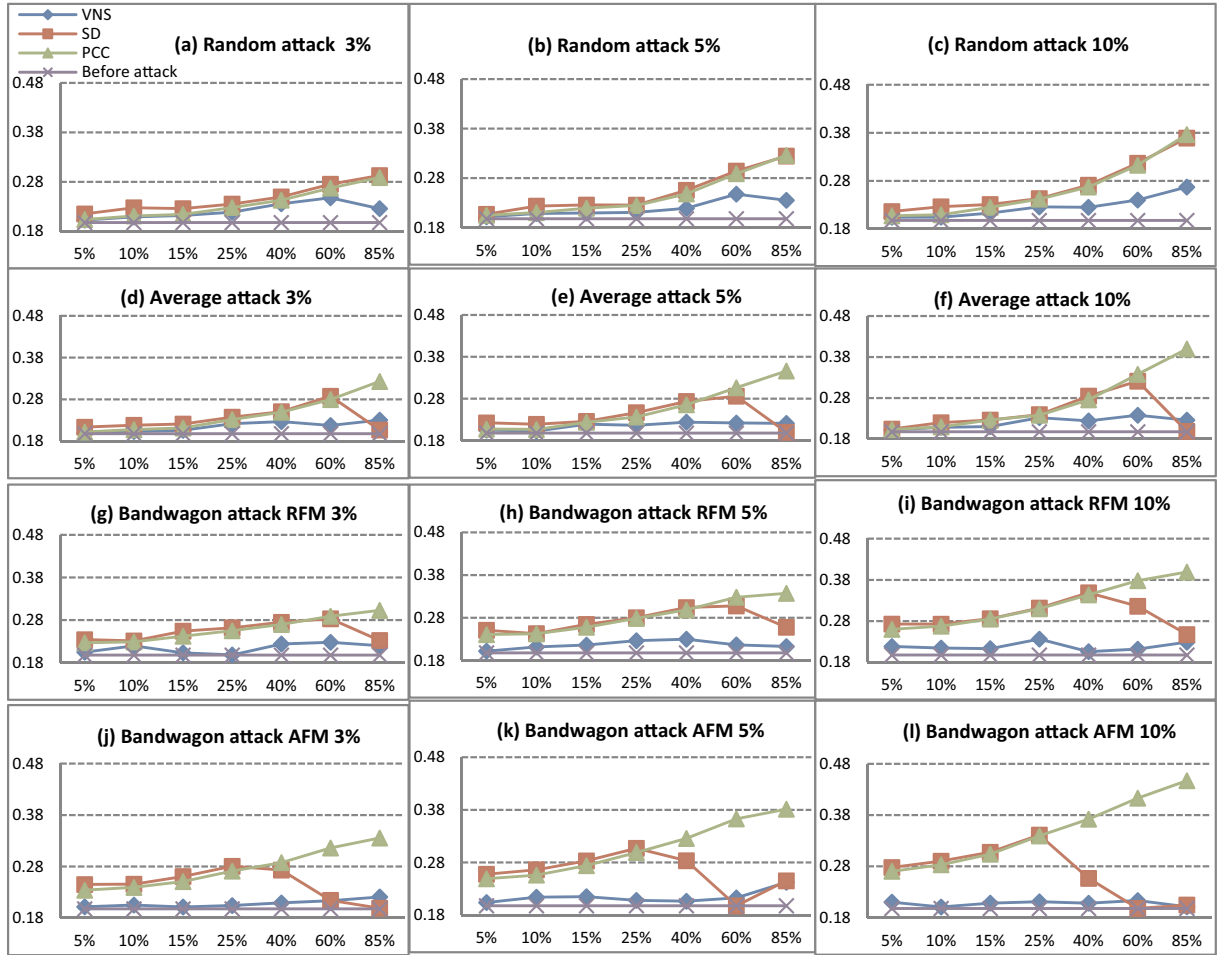 VNS
SD
PCC
Before attack
(a) Random attack 3%
0.48
0.38
0.28
0.18
5% 10% 15% 25% 40% 60% 85%
(b) Random attack 5%
0.48
0.38
0.28
0.18
5% 10% 15% 25% 40% 60% 85%
(c) Random attack 10%
0.48
0.38
0.28
0.18
5% 10% 15% 25% 40% 60% 85%
(d) Average attack 3%
0.48
0.38
0.28
0.18
5% 10% 15% 25% 40% 60% 85%
(e) Average attack 5%
0.48
0.38
0.28
0.18
5% 10% 15% 25% 40% 60% 85%
(f) Average attack 10%
0.48
0.38
0.28
0.18
5% 10% 15% 25% 40% 60% 85%
(g) Bandwagon attack RFM 3%
0.48
0.38
0.28
0.18
5% 10% 15% 25% 40% 60% 85%
(h) Bandwagon attack RFM 5%
0.48
0.38
0.28
0.18
5% 10% 15% 25% 40% 60% 85%
(i) Bandwagon attack RFM 10%
0.48
0.38
0.28
0.18
5% 10% 15% 25% 40% 60% 85%
(j) Bandwagon attack AFM 3%
0.48
0.38
0.28
0.18
5% 10% 15% 25% 40% 60% 85%
(k) Bandwagon attack AFM 5%
0.48
0.38
0.28
0.18
5% 10% 15% 25% 40% 60% 85%
(l) Bandwagon attack AFM 10%
0.48
0.38
0.28
0.18
5% 10% 15% 25% 40% 60% 85%